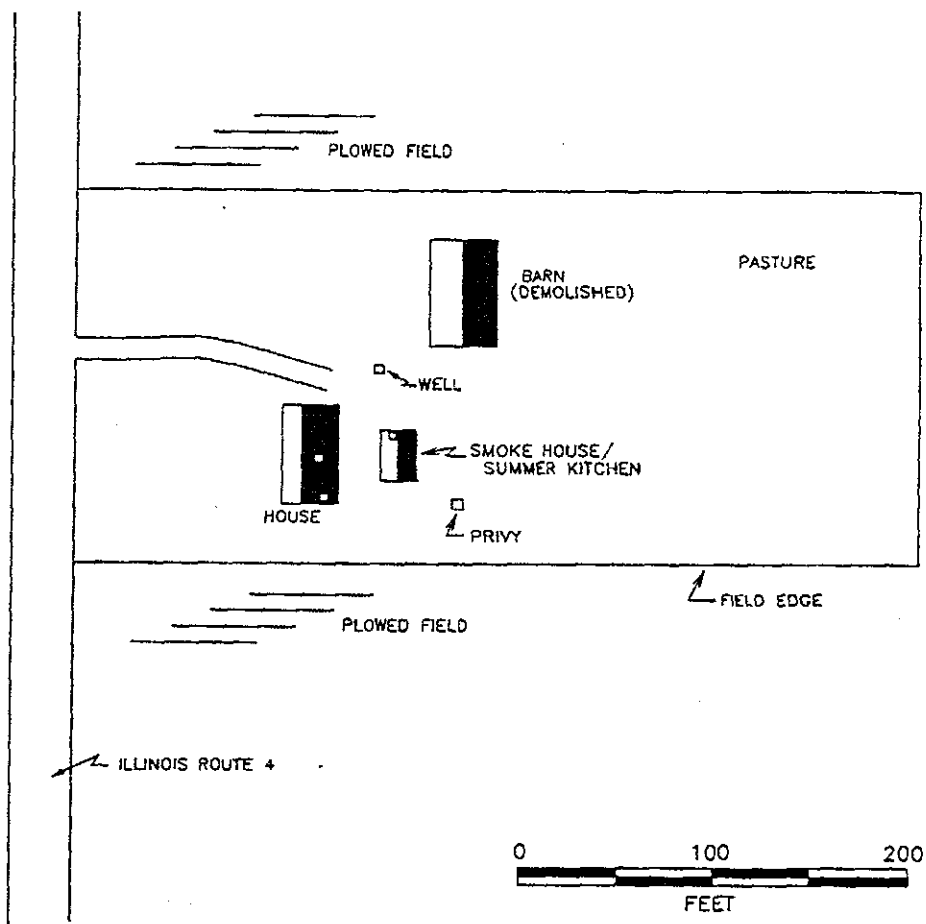 PLOWED FIELD
PASTURE
BARN
(DEMOLISHED)
WELL
SMOKE HOUSE/
SUMMER KITCHEN
HOUSE
PRIVY
FIELD EDGE
PLOWED FIELD
ILLINOIS ROUTE 4
0 100 200
FEET